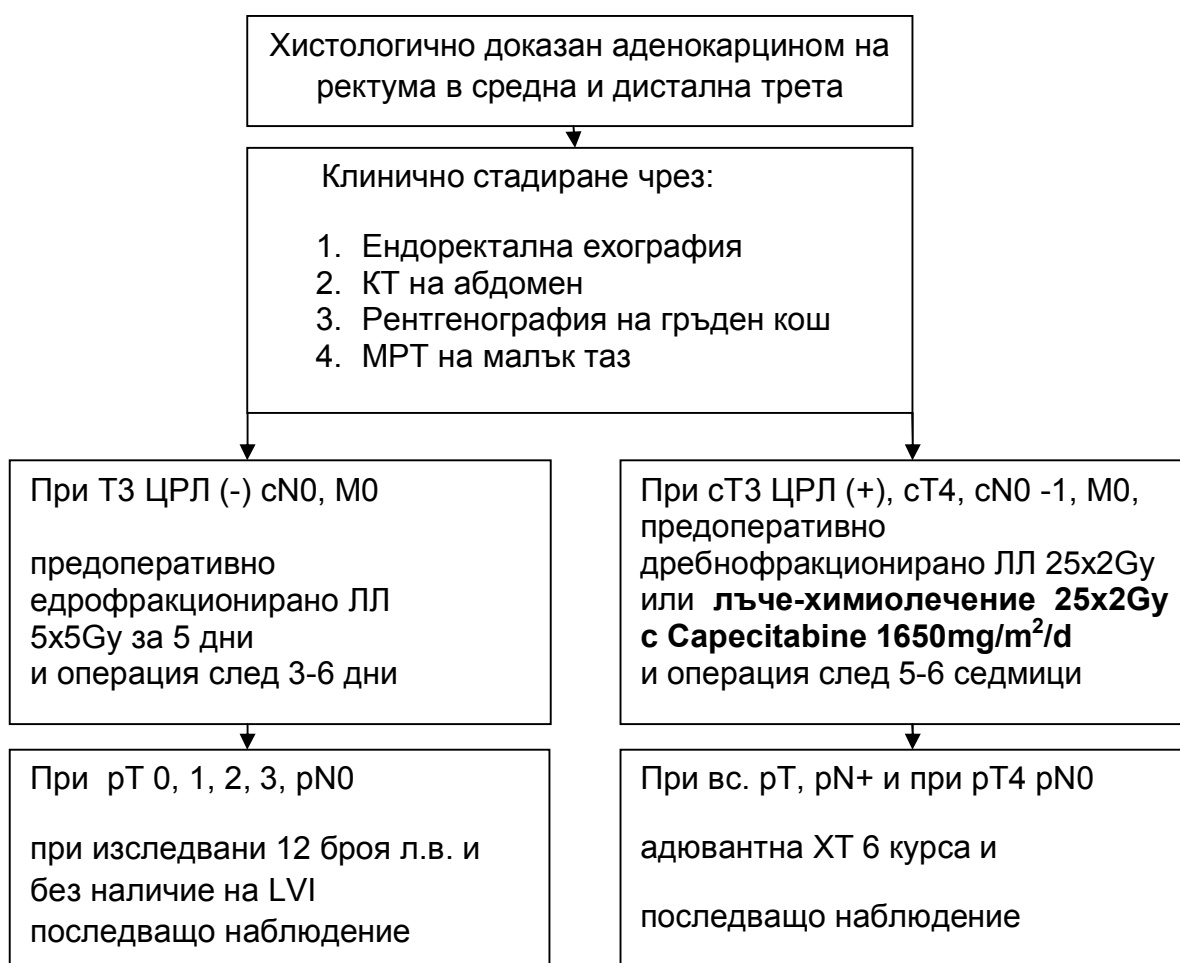 Хистологично доказан аденокарцином на
ректума в средна и дистална трета
Клинично стадиране чрез:
1. Ендоректална ехография
2. КТ на абдомен
3. Рентгенография на гръден кош
4. МРТ на малък таз
При Т3 ЦРЛ (-) cN0, M0
предоперативно
едрофракционирано ЛЛ
5x5Gy за 5 дни
и операция след 3-6 дни
При сТ3 ЦРЛ (+), сТ4, cN0 -1, M0,
предоперативно
дребнофракционирано ЛЛ 25x2Gy
или лъче-химиолечение 25x2Gy
с Capecitabine 1650mg/m²/d
и операция след 5-6 седмици
При pT 0, 1, 2, 3, pN0
при изследвани 12 броя л.в. и
без наличие на LVI
последващо наблюдение
При вс. pT, pN+ и при pT4 pN0
адювантна ХТ 6 курса и
последващо наблюдение